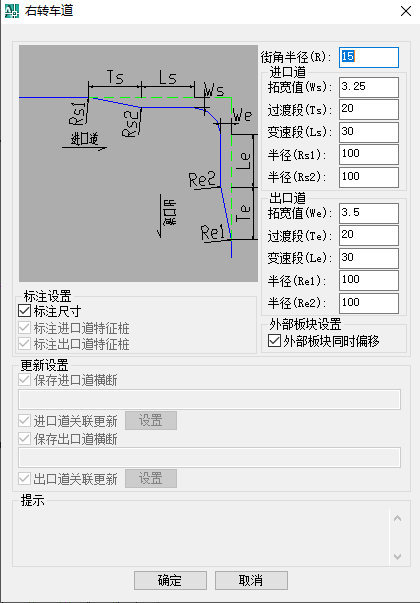 右转车道
街角半径(R): 15
进口道
拓宽值(Ws): 3.25
过渡段(Ts): 20
变速段(Ls): 30
半径(Rs1): 100
半径(Rs2): 100
出口道
拓宽值(We): 3.5
过渡段(Te): 20
变速段(Le): 30
半径(Re1): 100
半径(Re2): 100
外部板块设置
外部板块同时偏移
Ts
Ls
Ws
We
Rs1
Rs2
进口道
Le
Re2
Te
出口道
Re1
标注设置
标注尺寸
标注进口道特征桩
标注出口道特征桩
更新设置
保存进口道横断
进口道关联更新 设置
保存出口道横断
出口道关联更新 设置
提示
确定 取消